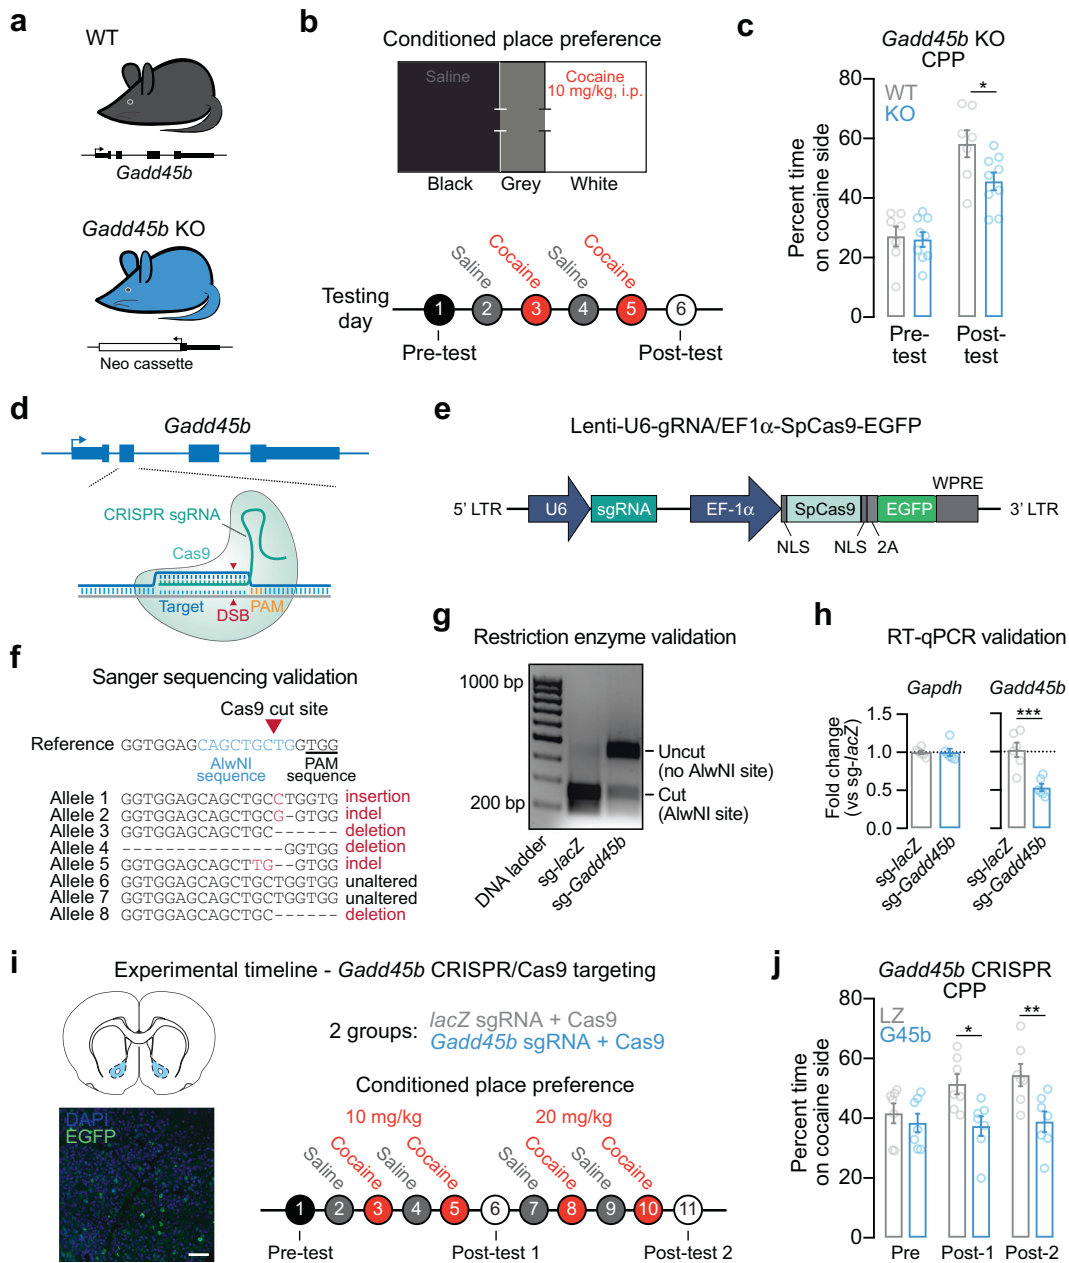 a
WT
Gadd45b
Gadd45b KO
Neo cassette
b
Conditioned place preference
Saline
Cocaine
10 mg/kg, i.p.
Black
Grey
White
Saline
Cocaine
Saline
Cocaine
Testing
day
1
2
3
4
5
6
Pre-test
Post-test
c
Gadd45b KO
CPP
Percent time
on cocaine side
80
60
40
20
0
WT
KO
*
Pre-
test
Post-
test
d
Gadd45b
CRISPR sgRNA
Cas9
Target
DSB
PAM
e
Lenti-U6-gRNA/EF1α-SpCas9-EGFP
5' LTR
U6
sgRNA
EF-1α
SpCas9
EGFP
WPRE
3' LTR
NLS
NLS
2A
f
Sanger sequencing validation
Cas9 cut site
Reference GGTGGAGCAGCTGCTGGTGG
AlwNI
sequence
PAM
sequence
Allele 1 GGTGGAGCAGCTGCCTGGTG insertion
Allele 2 GGTGGAGCAGCTGCG-GTGG indel
Allele 3 GGTGGAGCAGCTGC------ deletion
Allele 4 ---------------GGTGG deletion
Allele 5 GGTGGAGCAGCTTG--GTGG indel
Allele 6 GGTGGAGCAGCTGCTGGTGG unaltered
Allele 7 GGTGGAGCAGCTGCTGGTGG unaltered
Allele 8 GGTGGAGCAGCTGC------ deletion
g
Restriction enzyme validation
1000 bp
200 bp
Uncut
(no AlwNI site)
Cut
(AlwNI site)
DNA ladder
sg-lacZ
sg-Gadd45b
h
RT-qPCR validation
Gapdh
Gadd45b
Fold change
(vs sg-lacZ)
1.5
1.0
0.5
0.0
***
sg-lacZ
sg-Gadd45b
sg-lacZ
sg-Gadd45b
i
Experimental timeline - Gadd45b CRISPR/Cas9 targeting
2 groups:
lacZ sgRNA + Cas9
Gadd45b sgRNA + Cas9
DAPI
EGFP
Conditioned place preference
10 mg/kg
20 mg/kg
Saline
Cocaine
Saline
Cocaine
Saline
Cocaine
Saline
Cocaine
1
2
3
4
5
6
7
8
9
10
11
Pre-test
Post-test 1
Post-test 2
j
Gadd45b CRISPR
CPP
Percent time
on cocaine side
80
60
40
20
0
LZ
G45b
*
**
Pre
Post-1
Post-2